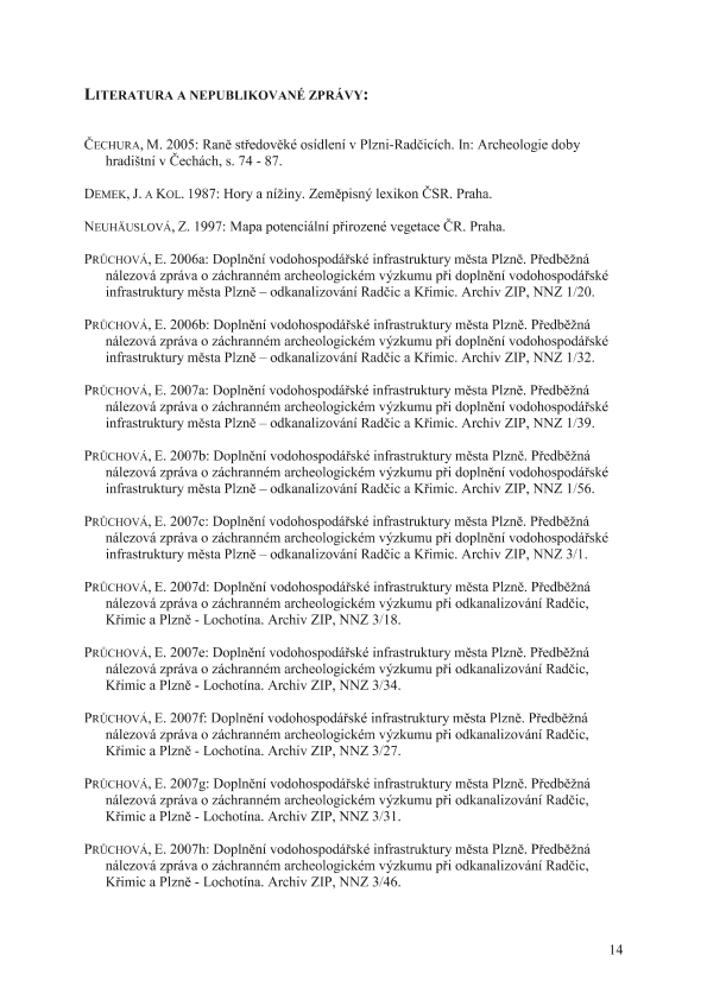 LITERATURA A NEPUBLIKOVANÉ ZPRÁVY:
ČECHURA, M. 2005: Raně středověké osídlení v Plzni-Radčicích. In: Archeologie doby
hradištní v Čechách, s. 74 - 87.
DEMEK, J. A KOL. 1987: Hory a nížiny. Zeměpisný lexikon ČSR. Praha.
NEUHÄUSLOVÁ, Z. 1997: Mapa potenciální přirozené vegetace ČR. Praha.
PRŮCHOVÁ, E. 2006a: Doplnění vodohospodářské infrastruktury města Plzně. Předběžná
nálezová zpráva o záchranném archeologickém výzkumu při doplnění vodohospodářské
infrastruktury města Plzně – odkanalizování Radčic a Křimic. Archiv ZIP, NNZ 1/20.
PRŮCHOVÁ, E. 2006b: Doplnění vodohospodářské infrastruktury města Plzně. Předběžná
nálezová zpráva o záchranném archeologickém výzkumu při doplnění vodohospodářské
infrastruktury města Plzně – odkanalizování Radčic a Křimic. Archiv ZIP, NNZ 1/32.
PRŮCHOVÁ, E. 2007a: Doplnění vodohospodářské infrastruktury města Plzně. Předběžná
nálezová zpráva o záchranném archeologickém výzkumu při doplnění vodohospodářské
infrastruktury města Plzně – odkanalizování Radčic a Křimic. Archiv ZIP, NNZ 1/39.
PRŮCHOVÁ, E. 2007b: Doplnění vodohospodářské infrastruktury města Plzně. Předběžná
nálezová zpráva o záchranném archeologickém výzkumu při doplnění vodohospodářské
infrastruktury města Plzně – odkanalizování Radčic a Křimic. Archiv ZIP, NNZ 1/56.
PRŮCHOVÁ, E. 2007c: Doplnění vodohospodářské infrastruktury města Plzně. Předběžná
nálezová zpráva o záchranném archeologickém výzkumu při doplnění vodohospodářské
infrastruktury města Plzně – odkanalizování Radčic a Křimic. Archiv ZIP, NNZ 3/1.
PRŮCHOVÁ, E. 2007d: Doplnění vodohospodářské infrastruktury města Plzně. Předběžná
nálezová zpráva o záchranném archeologickém výzkumu při odkanalizování Radčic,
Křimic a Plzně - Lochotína. Archiv ZIP, NNZ 3/18.
PRŮCHOVÁ, E. 2007e: Doplnění vodohospodářské infrastruktury města Plzně. Předběžná
nálezová zpráva o záchranném archeologickém výzkumu při odkanalizování Radčic,
Křimic a Plzně - Lochotína. Archiv ZIP, NNZ 3/34.
PRŮCHOVÁ, E. 2007f: Doplnění vodohospodářské infrastruktury města Plzně. Předběžná
nálezová zpráva o záchranném archeologickém výzkumu při odkanalizování Radčic,
Křimic a Plzně - Lochotína. Archiv ZIP, NNZ 3/27.
PRŮCHOVÁ, E. 2007g: Doplnění vodohospodářské infrastruktury města Plzně. Předběžná
nálezová zpráva o záchranném archeologickém výzkumu při odkanalizování Radčic,
Křimic a Plzně - Lochotína. Archiv ZIP, NNZ 3/31.
PRŮCHOVÁ, E. 2007h: Doplnění vodohospodářské infrastruktury města Plzně. Předběžná
nálezová zpráva o záchranném archeologickém výzkumu při odkanalizování Radčic,
Křimic a Plzně - Lochotína. Archiv ZIP, NNZ 3/46.
14